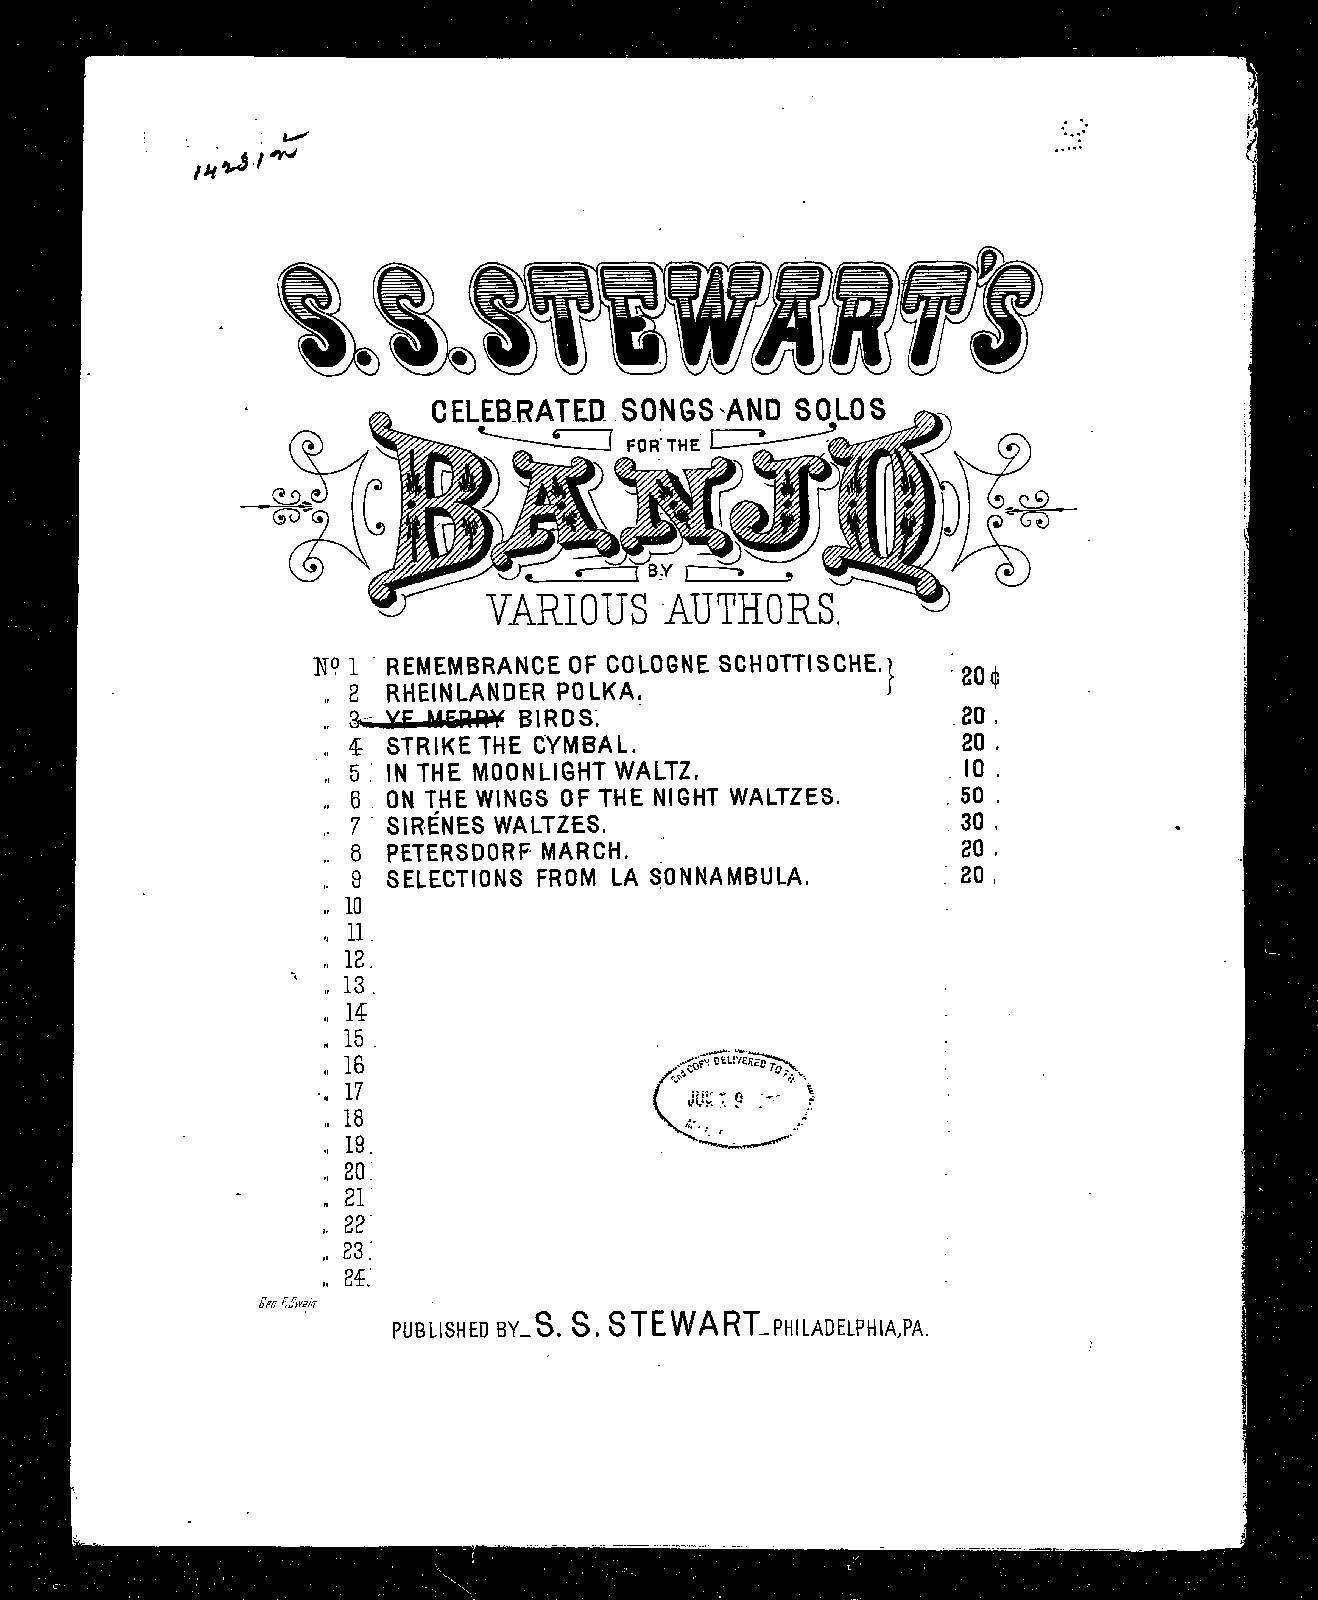 S.S.STEWART'S
CELEBRATED SONGS AND SOLOS
FOR THE
BANJO
BY
VARIOUS AUTHORS.
No 1 REMEMBRANCE OF COLOGNE SCHOTTISCHE. } 20¢
" 2 RHEINLANDER POLKA.
" 3 YE MERRY BIRDS. 20 .
" 4 STRIKE THE CYMBAL. 20 .
" 5 IN THE MOONLIGHT WALTZ. 10 .
" 6 ON THE WINGS OF THE NIGHT WALTZES. 50 .
" 7 SIRÉNES WALTZES. 30 .
" 8 PETERSDORF MARCH. 20 .
" 9 SELECTIONS FROM LA SONNAMBULA. 20 .
" 10
" 11
" 12
" 13
" 14
" 15
" 16
" 17
" 18
" 19
" 20
" 21
" 22
" 23
" 24
2nd COPY DELIVERED TO
Geo F. Swain
PUBLISHED BY_S. S. STEWART_PHILADELPHIA,PA.